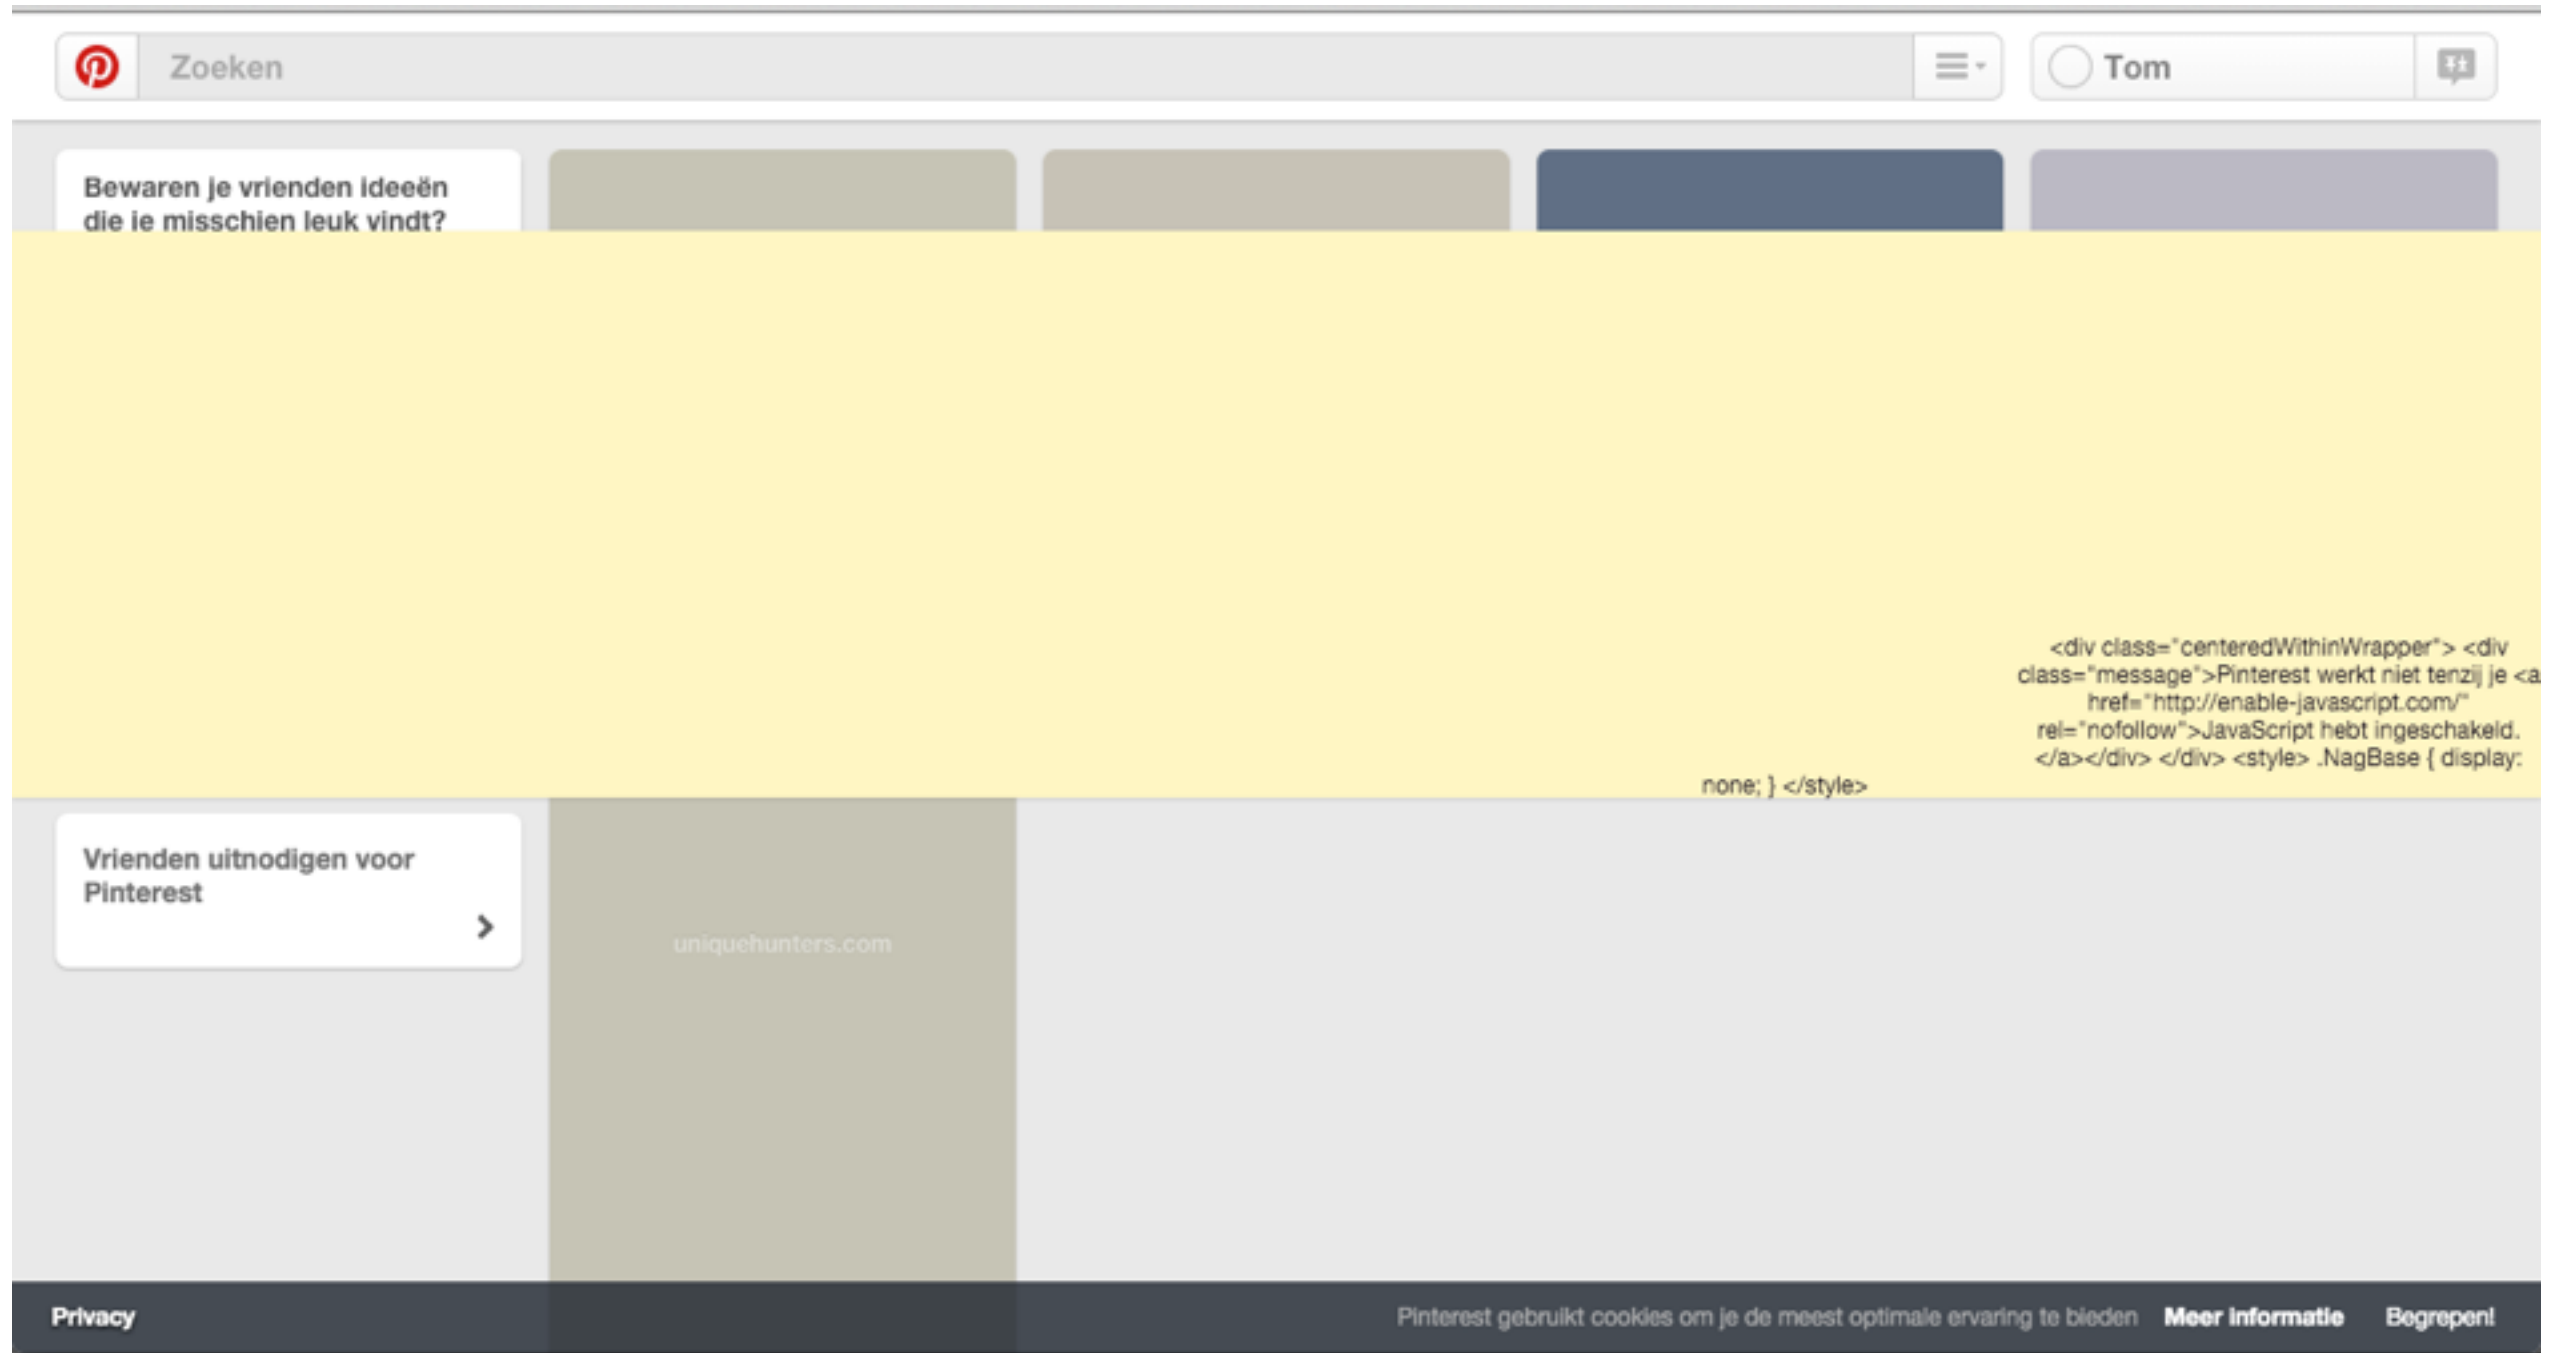 Zoeken
Tom
Bewaren je vrienden ideeën
die je misschien leuk vindt?
<div class="centeredWithinWrapper"> <div
class="message">Pinterest werkt niet tenzij je <a
href="http://enable-javascript.com/"
rel="nofollow">JavaScript hebt ingeschakeld.
</a></div> </div> <style> .NagBase { display:
none; } </style>
Vrienden uitnodigen voor
Pinterest
uniquehunters.com
Privacy
Pinterest gebruikt cookies om je de meest optimale ervaring te bieden Meer informatie Begrepen!